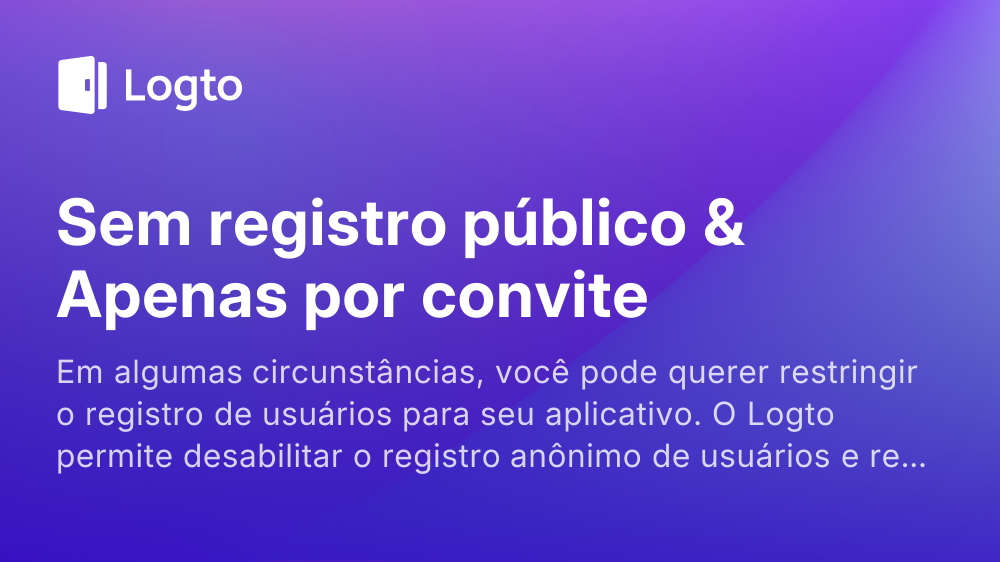 Logto
Sem registro público &
Apenas por convite
Em algumas circunstâncias, você pode querer restringir
o registro de usuários para seu aplicativo. O Logto
permite desabilitar o registro anônimo de usuários e re...